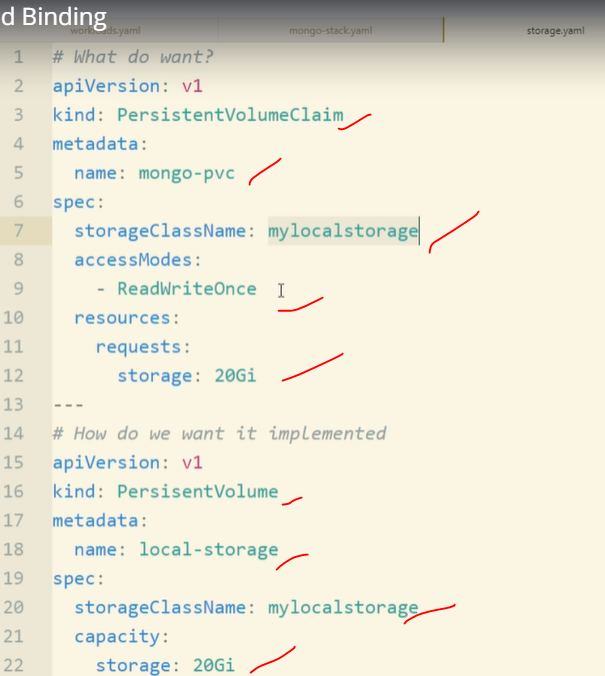 d Binding
workloads.yaml mongo-stack.yaml storage.yaml
1 # What do want?
2 apiVersion: v1
3 kind: PersistentVolumeClaim
4 metadata:
5 name: mongo-pvc
6 spec:
7 storageClassName: mylocalstorage
8 accessModes:
9 - ReadWriteOnce
10 resources:
11 requests:
12 storage: 20Gi
13 ---
14 # How do we want it implemented
15 apiVersion: v1
16 kind: PersisentVolume
17 metadata:
18 name: local-storage
19 spec:
20 storageClassName: mylocalstorage
21 capacity:
22 storage: 20Gi